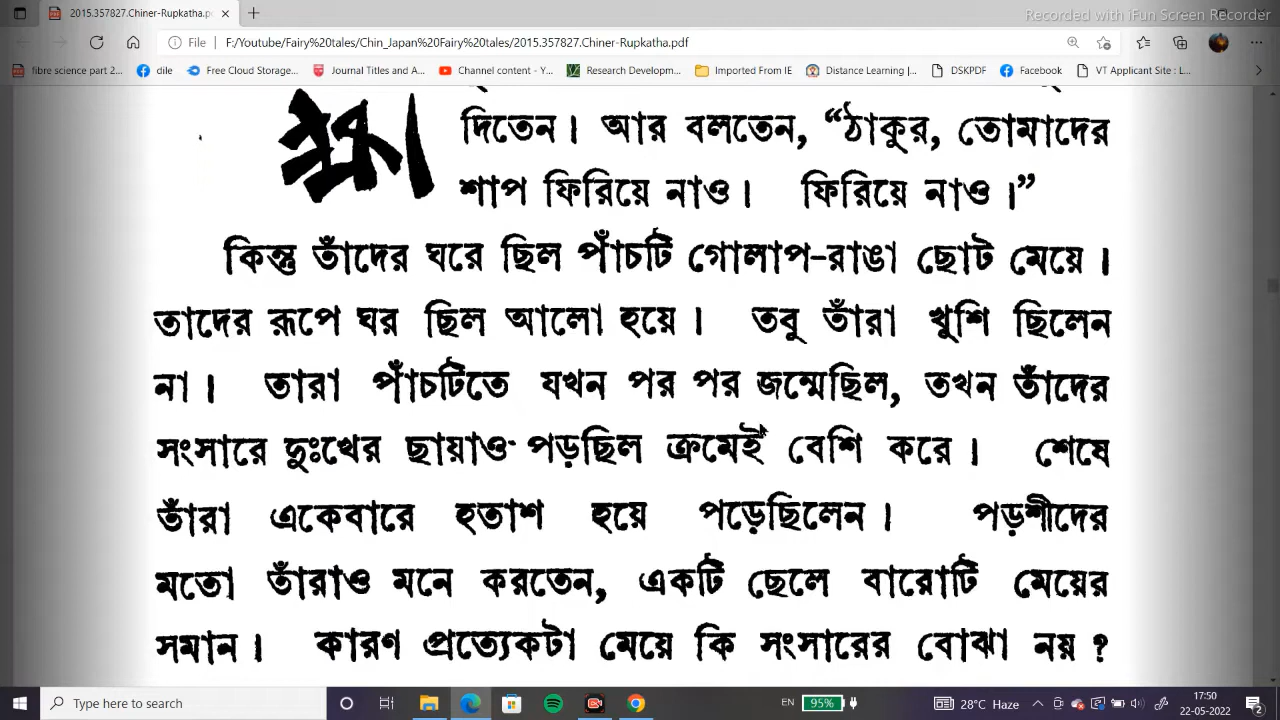 2015.357827.Chiner-Rupkatha.p
Recorded with iFun Screen Recorder
File F:/Youtube/Fairy%20tales/Chin_Japan%20Fairy%20tales/2015.357827.Chiner-Rupkatha.pdf
fibre science part 2... dile Free Cloud Storage... Journal Titles and A... Channel content - Y... Research Developm... Imported From IE Distance Learning |... DSKPDF Facebook VT Applicant Site : L...
দিতেন। আর বলতেন, “ঠাকুর, তোমাদের
শাপ ফিরিয়ে নাও। ফিরিয়ে নাও।”
কিন্তু তাঁদের ঘরে ছিল পাঁচটি গোলাপ-রাঙা ছোট মেয়ে।
তাদের রূপে ঘর ছিল আলো হয়ে। তবু তাঁরা খুশি ছিলেন
না। তারা পাঁচটিতে যখন পর পর জন্মেছিল, তখন তাঁদের
সংসারে দুঃখের ছায়াও পড়ছিল ক্রমেই বেশি করে। শেষে
তাঁরা একেবারে হতাশ হয়ে পড়েছিলেন। পড়শীদের
মতো তাঁরাও মনে করতেন, একটি ছেলে বারোটি মেয়ের
সমান। কারণ প্রত্যেকটা মেয়ে কি সংসারের বোঝা নয়?
Type here to search EN 95% 28°C Haze 17:50
22-05-2022